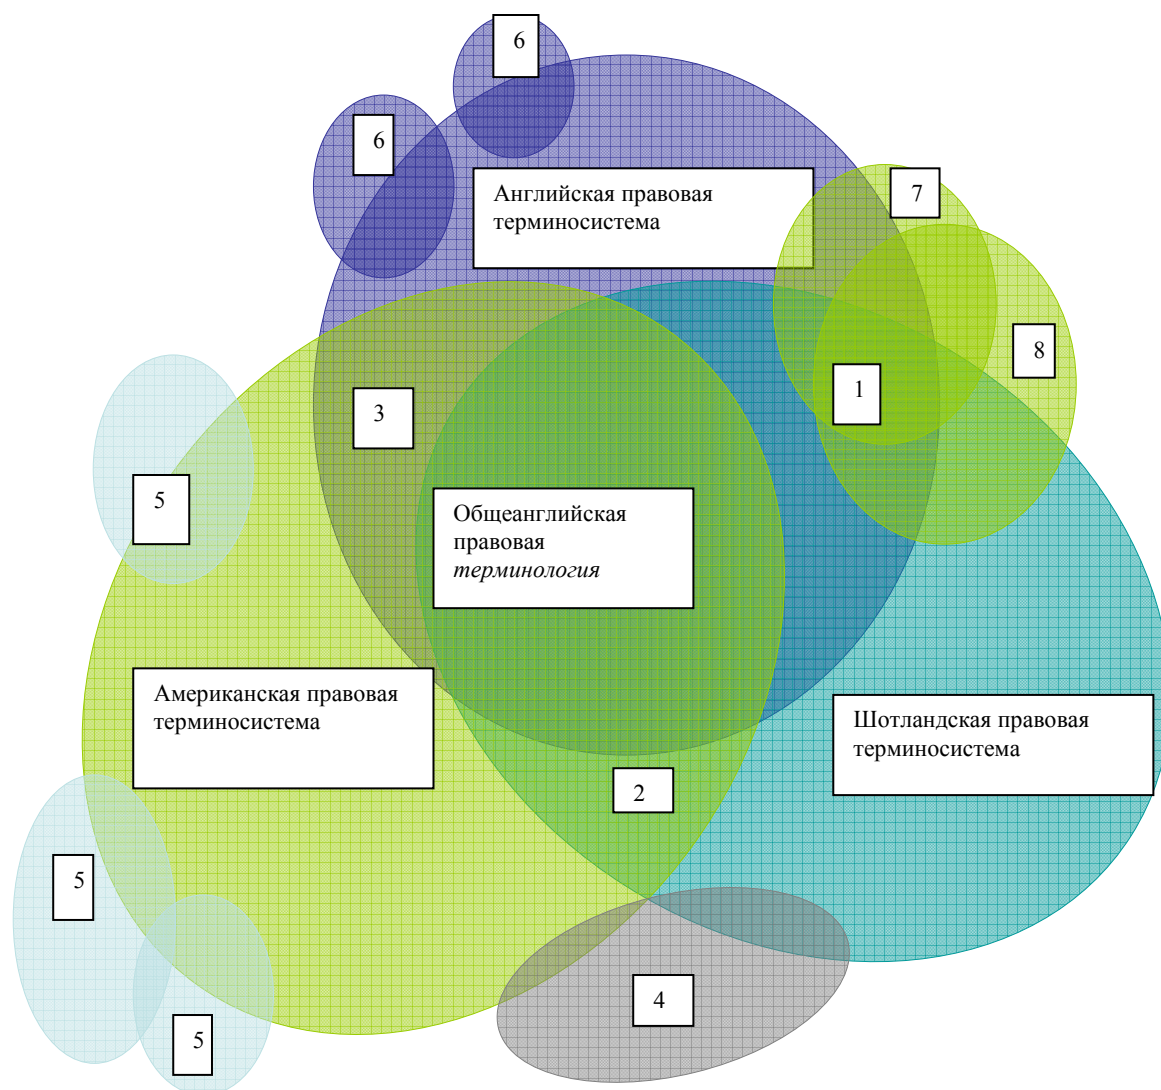 6
6
Английская правовая
терминосистема
7
8
1
3
5
Общеанглийская
правовая
терминология
Американская правовая
терминосистема
Шотландская правовая
терминосистема
2
5
4
5